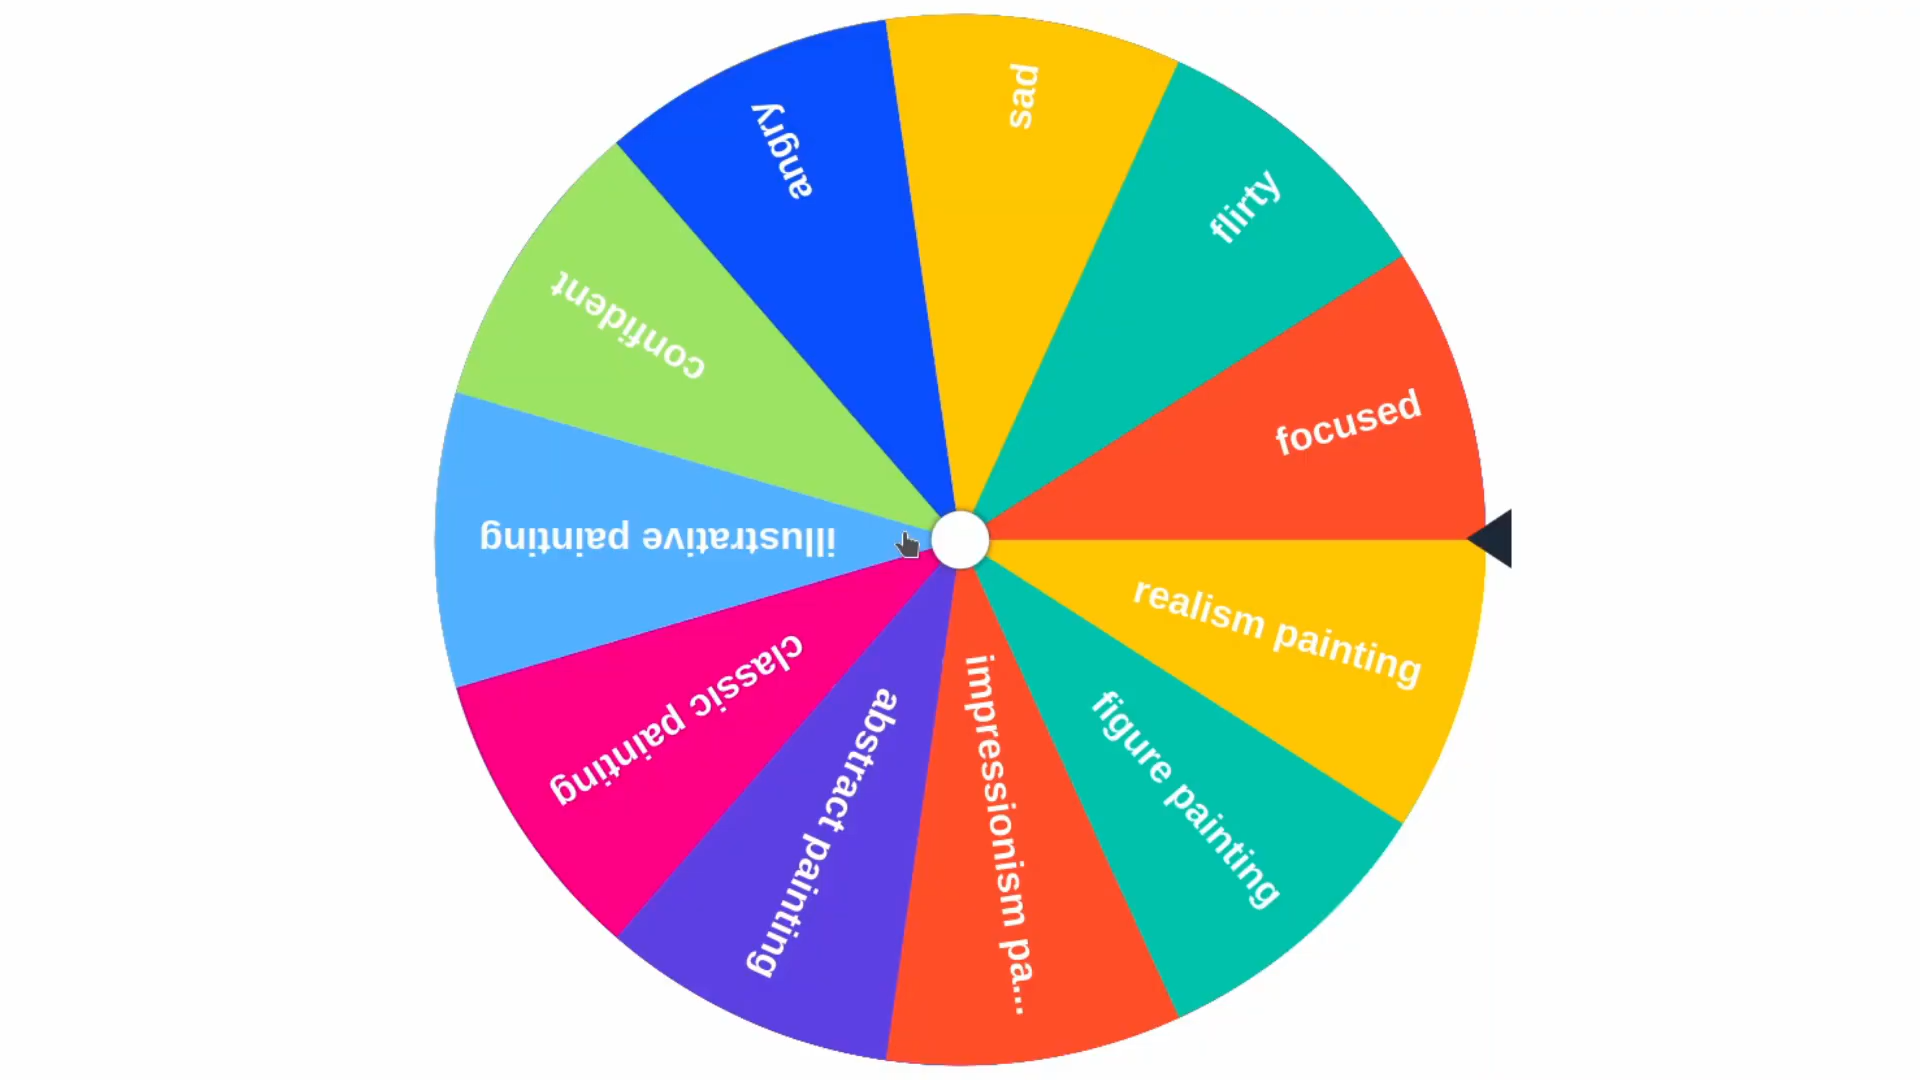 sad
flirty
focused
realism painting
figure painting
impressionism pa...
abstract painting
classic painting
illustrative painting
confident
angry